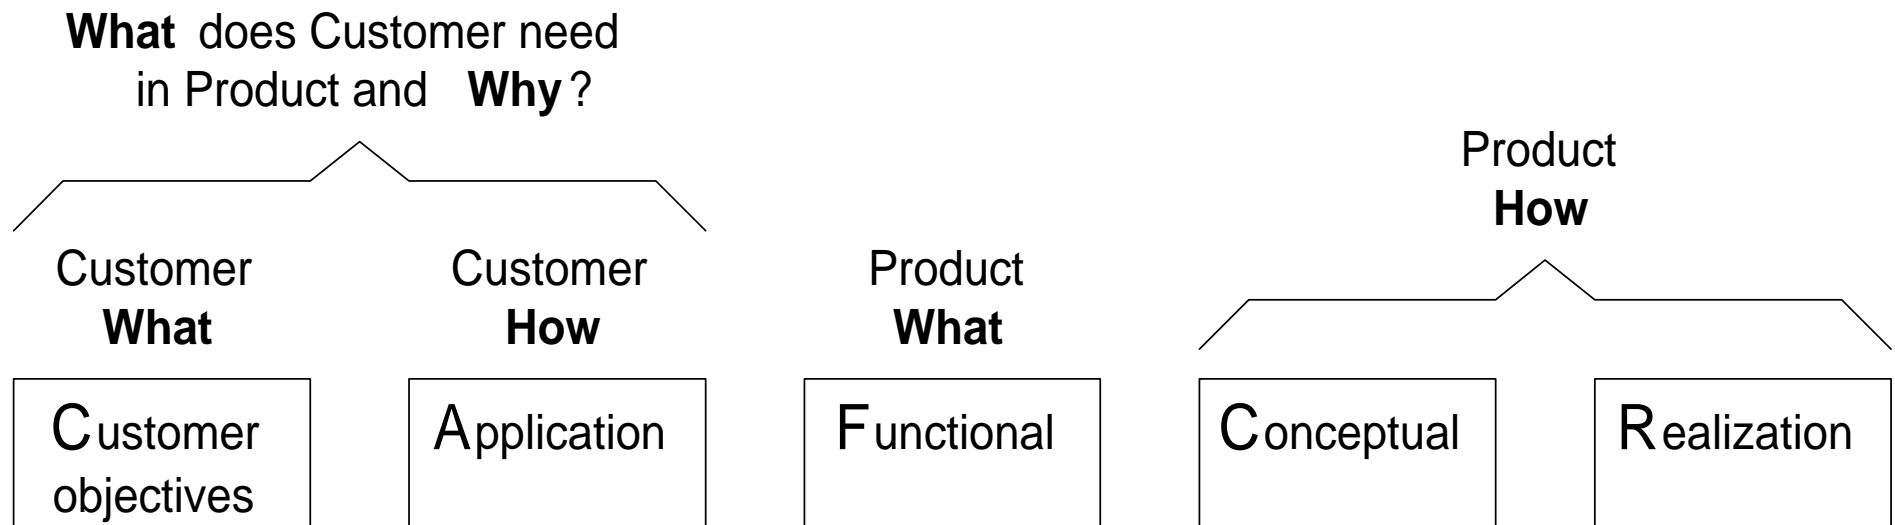 What does Customer need
in Product and Why?
Product
How
Customer
What
Customer
How
Product
What
Customer
objectives
Application
Functional
Conceptual
Realization